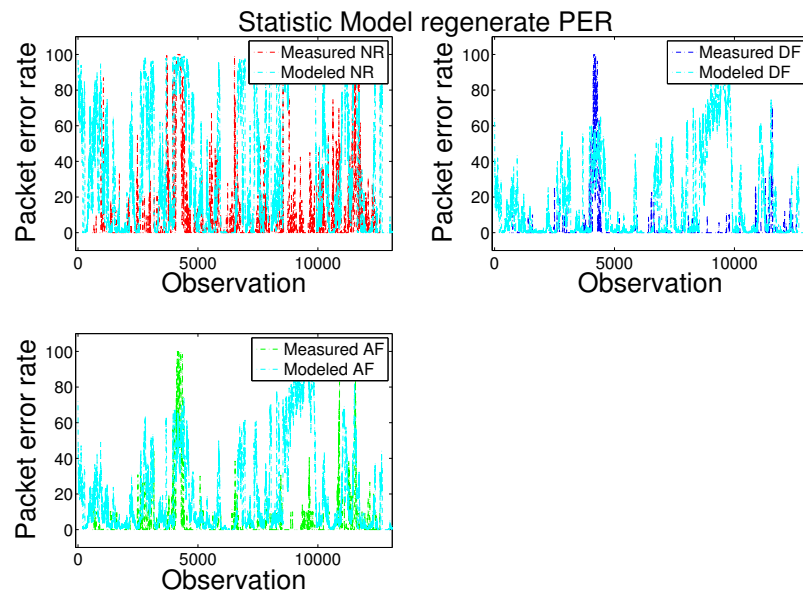 Statistic Model regenerate PER
Packet error rate
100
80
60
40
20
0
Measured NR
Modeled NR
0
5000
10000
Observation
Packet error rate
100
80
60
40
20
0
Measured DF
Modeled DF
0
5000
10000
Observation
Packet error rate
100
80
60
40
20
0
Measured AF
Modeled AF
0
5000
10000
Observation